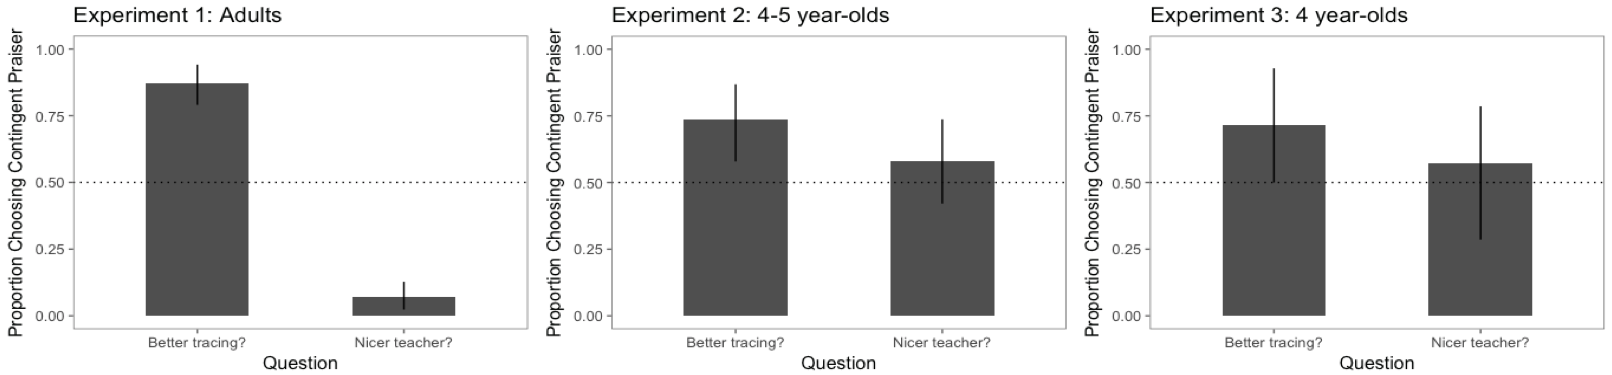 Experiment 1: Adults
Proportion Choosing Contingent Praiser
1.00
0.75
0.50
0.25
0.00
Better tracing?
Nicer teacher?
Question
Experiment 2: 4-5 year-olds
Proportion Choosing Contingent Praiser
1.00
0.75
0.50
0.25
0.00
Better tracing?
Nicer teacher?
Question
Experiment 3: 4 year-olds
Proportion Choosing Contingent Praiser
1.00
0.75
0.50
0.25
0.00
Better tracing?
Nicer teacher?
Question